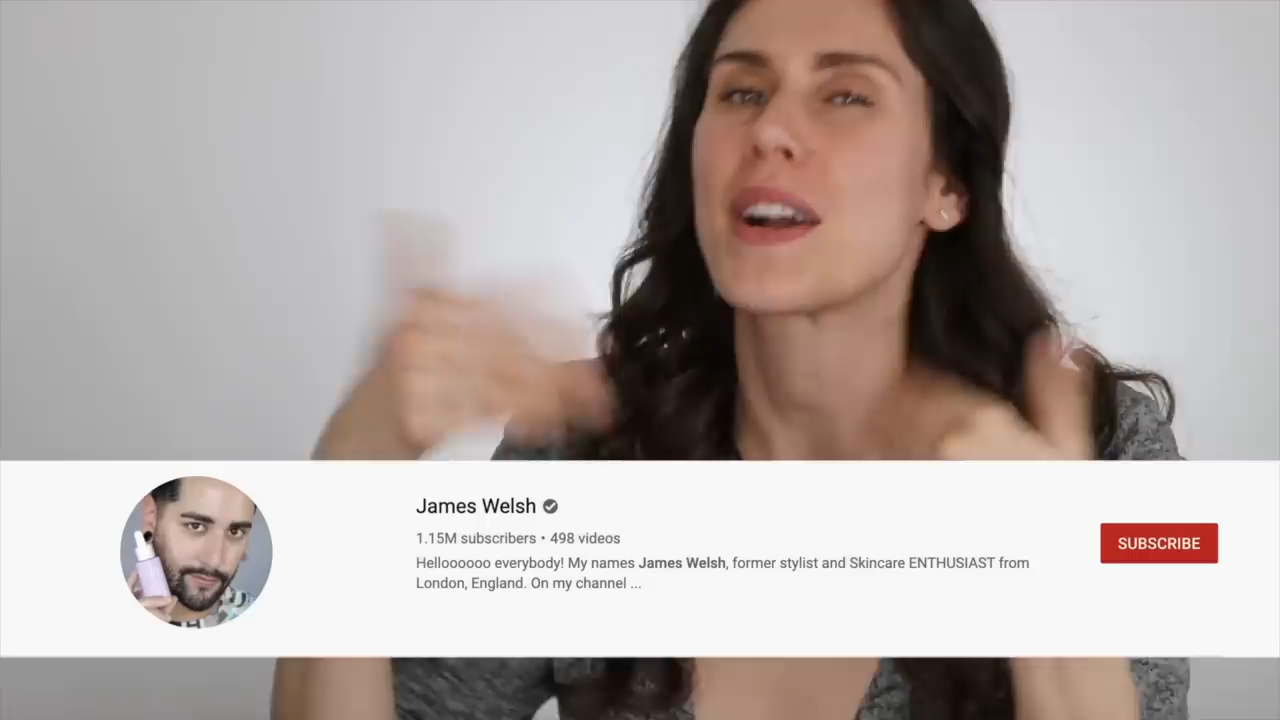 James Welsh
1.15M subscribers • 498 videos
Helloooooo everybody! My names James Welsh, former stylist and Skincare ENTHUSIAST from
London, England. On my channel ...
SUBSCRIBE